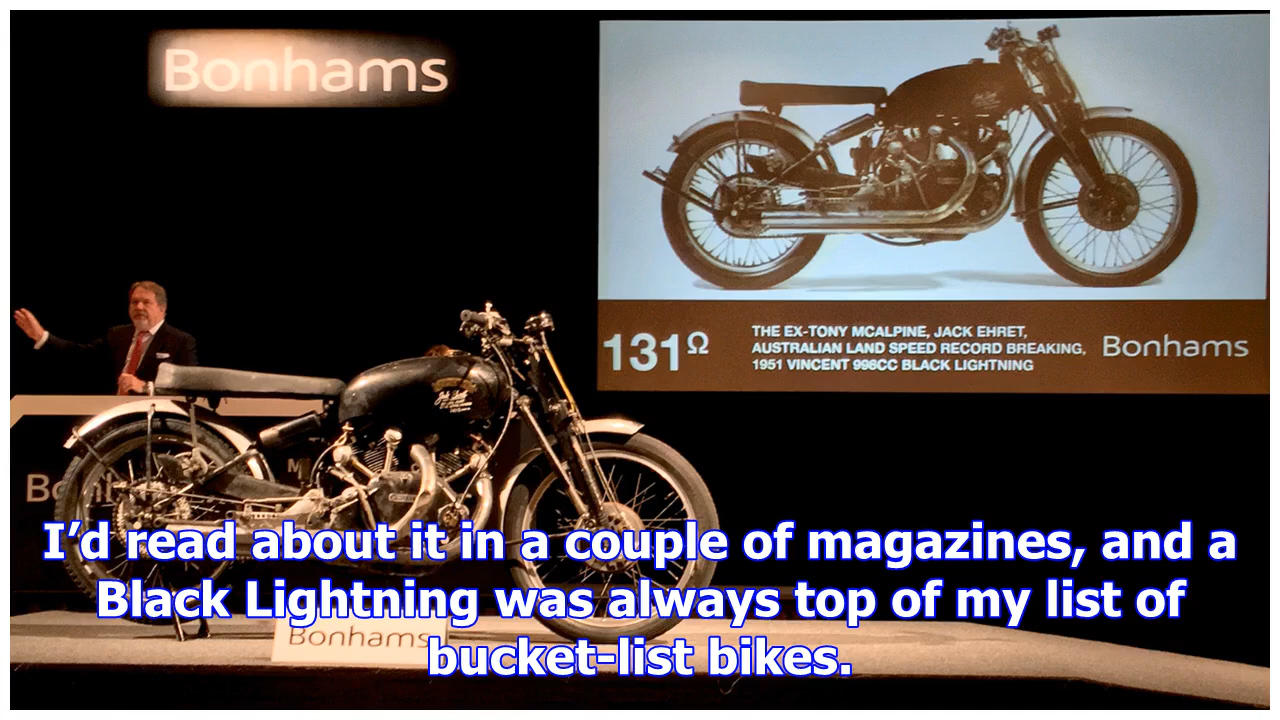 Bonhams
131Ω
THE EX-TONY MCALPINE, JACK EHRET,
AUSTRALIAN LAND SPEED RECORD BREAKING,
1951 VINCENT 998CC BLACK LIGHTNING
Bonhams
I’d read about it in a couple of magazines, and a
Black Lightning was always top of my list of
bucket-list bikes.
Bonhams